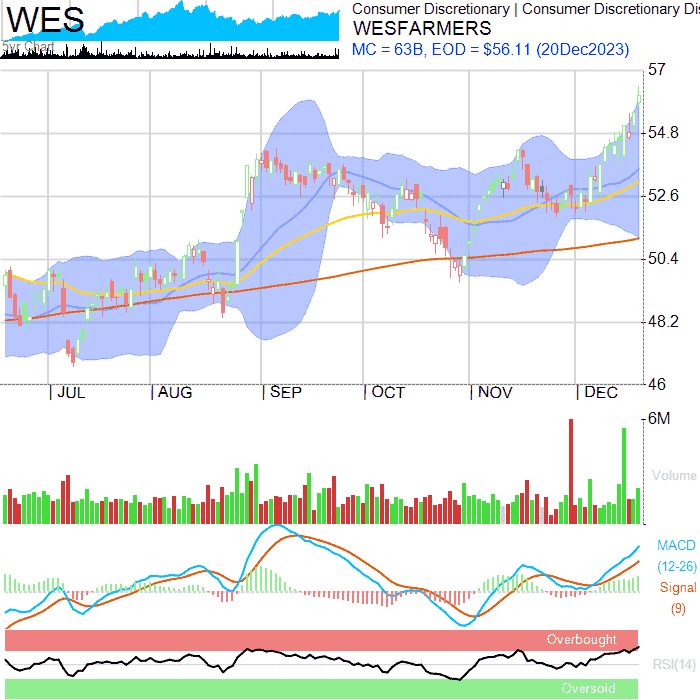 WES
5yr Chart
Consumer Discretionary | Consumer Discretionary Dis
WESFARMERS
MC = 63B, EOD = $56.11 (20Dec2023)
57
54.8
52.6
50.4
48.2
46
| JUL | AUG | SEP | OCT | NOV | DEC
6M
Volume
MACD
(12-26)
Signal
(9)
Overbought
RSI(14)
Oversold